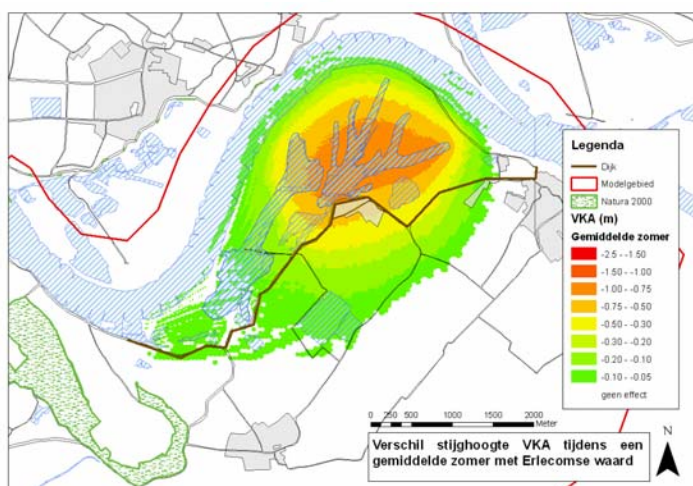 Legenda
Dijk
Modelgebied
Natura 2000
VKA (m)
Gemiddelde zomer
-2.5 - -1.50
-1.50 - -1.00
-1.00 - -0.75
-0.75 - -0.50
-0.50 - -0.30
-0.30 - -0.20
-0.20 - -0.10
-0.10 - -0.05
geen effect
0 250 500 1000 1500 2000
Meter
N
Verschil stijghoogte VKA tijdens een
gemiddelde zomer met Erlecomse waard